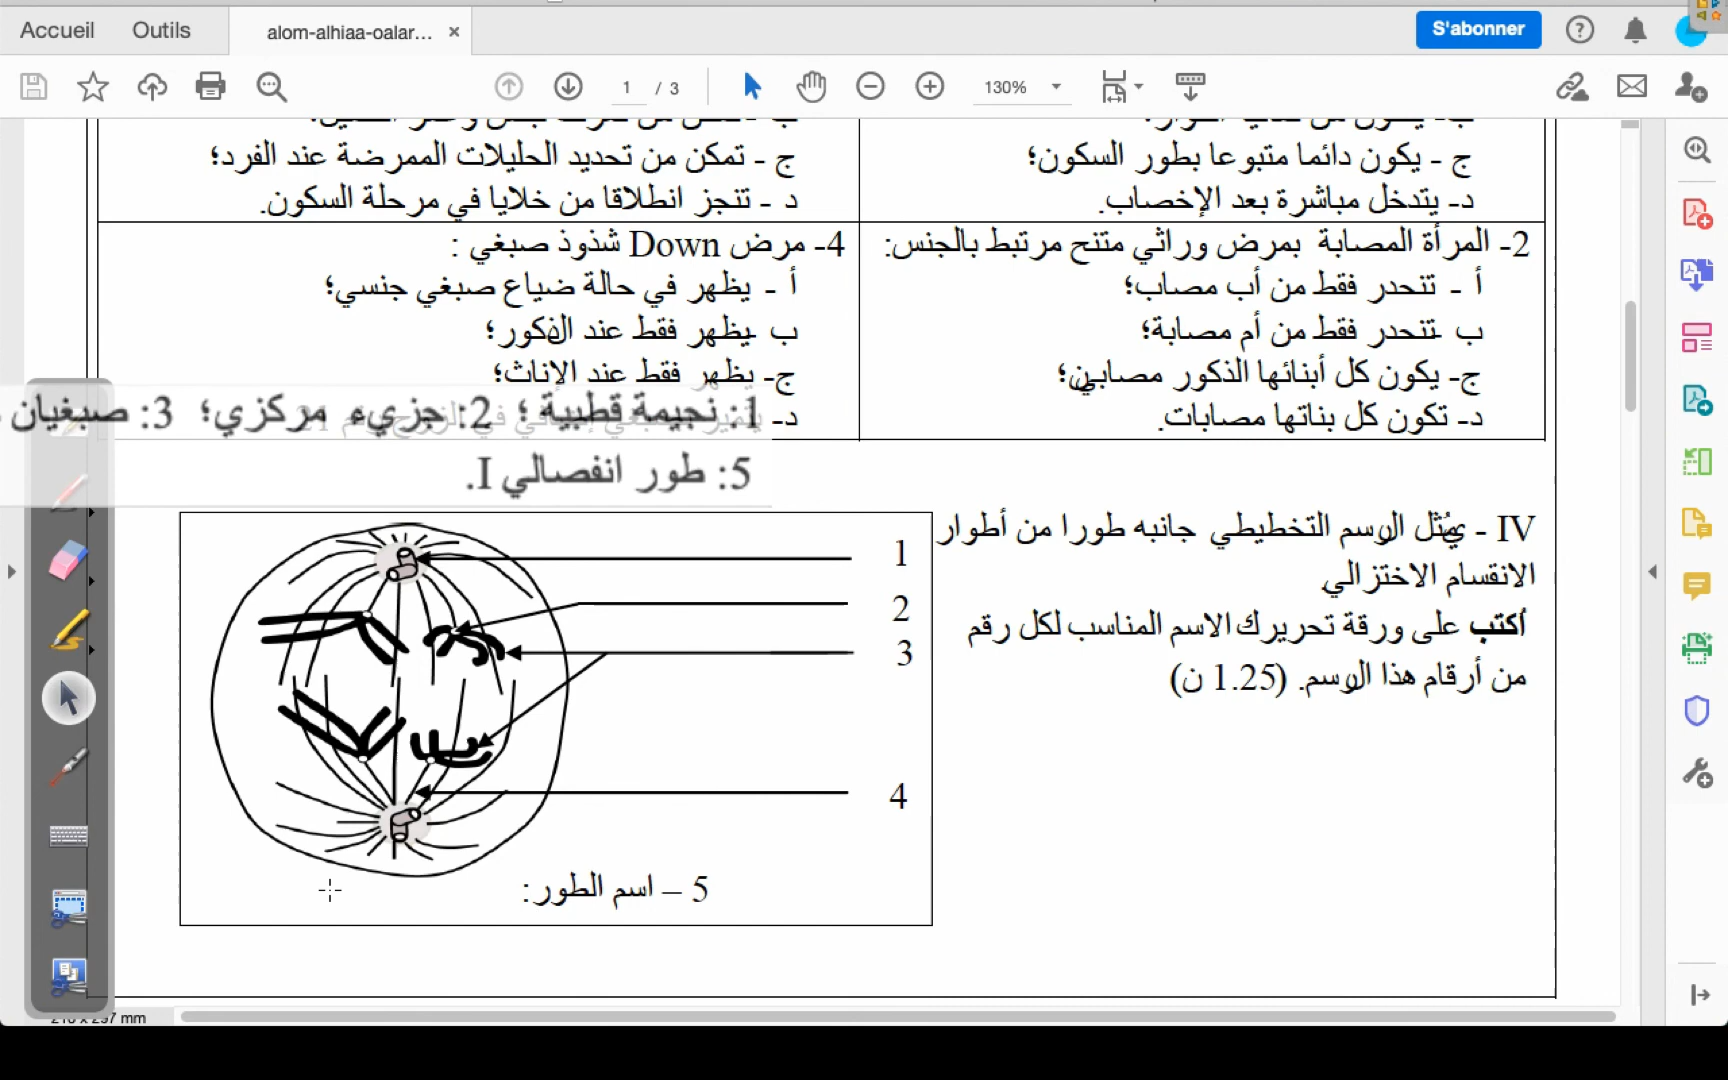 Accueil
Outils
alom-alhiaa-oalar... ×
S'abonner
1 / 3
130%
ج - يكون دائما متبوعا بطور السكون؛
د- يتدخل مباشرة بعد الإخصاب.
ج - تمكن من تحديد الحليلات الممرضة عند الفرد؛
د - تنجز انطلاقا من خلايا في مرحلة السكون.
2- المرأة المصابة بمرض وراثي متنح مرتبط بالجنس:
أ - تنحدر فقط من أب مصاب؛
ب -تنحدر فقط من أم مصابة؛
ج- يكون كل أبنائها الذكور مصابين؛
د- تكون كل بناتها مصابات.
4- مرض Down شذوذ صبغي :
أ - يظهر في حالة ضياع صبغي جنسي؛
ب -يظهر فقط عند الذكور؛
ج- يظهر فقط عند الإناث؛
د-
1: نجيمة قطبية ؛ 2: جزيء مركزي؛ 3: صبغيان
5: طور انفصالي I.
IV - يمُثل الرسم التخطيطي جانبه طورا من أطوار
الانقسام الاختزالي.
أكتب على ورقة تحريرك الاسم المناسب لكل رقم
من أرقام هذا الرسم. (1.25 ن)
1
2
3
4
5 – اسم الطور: